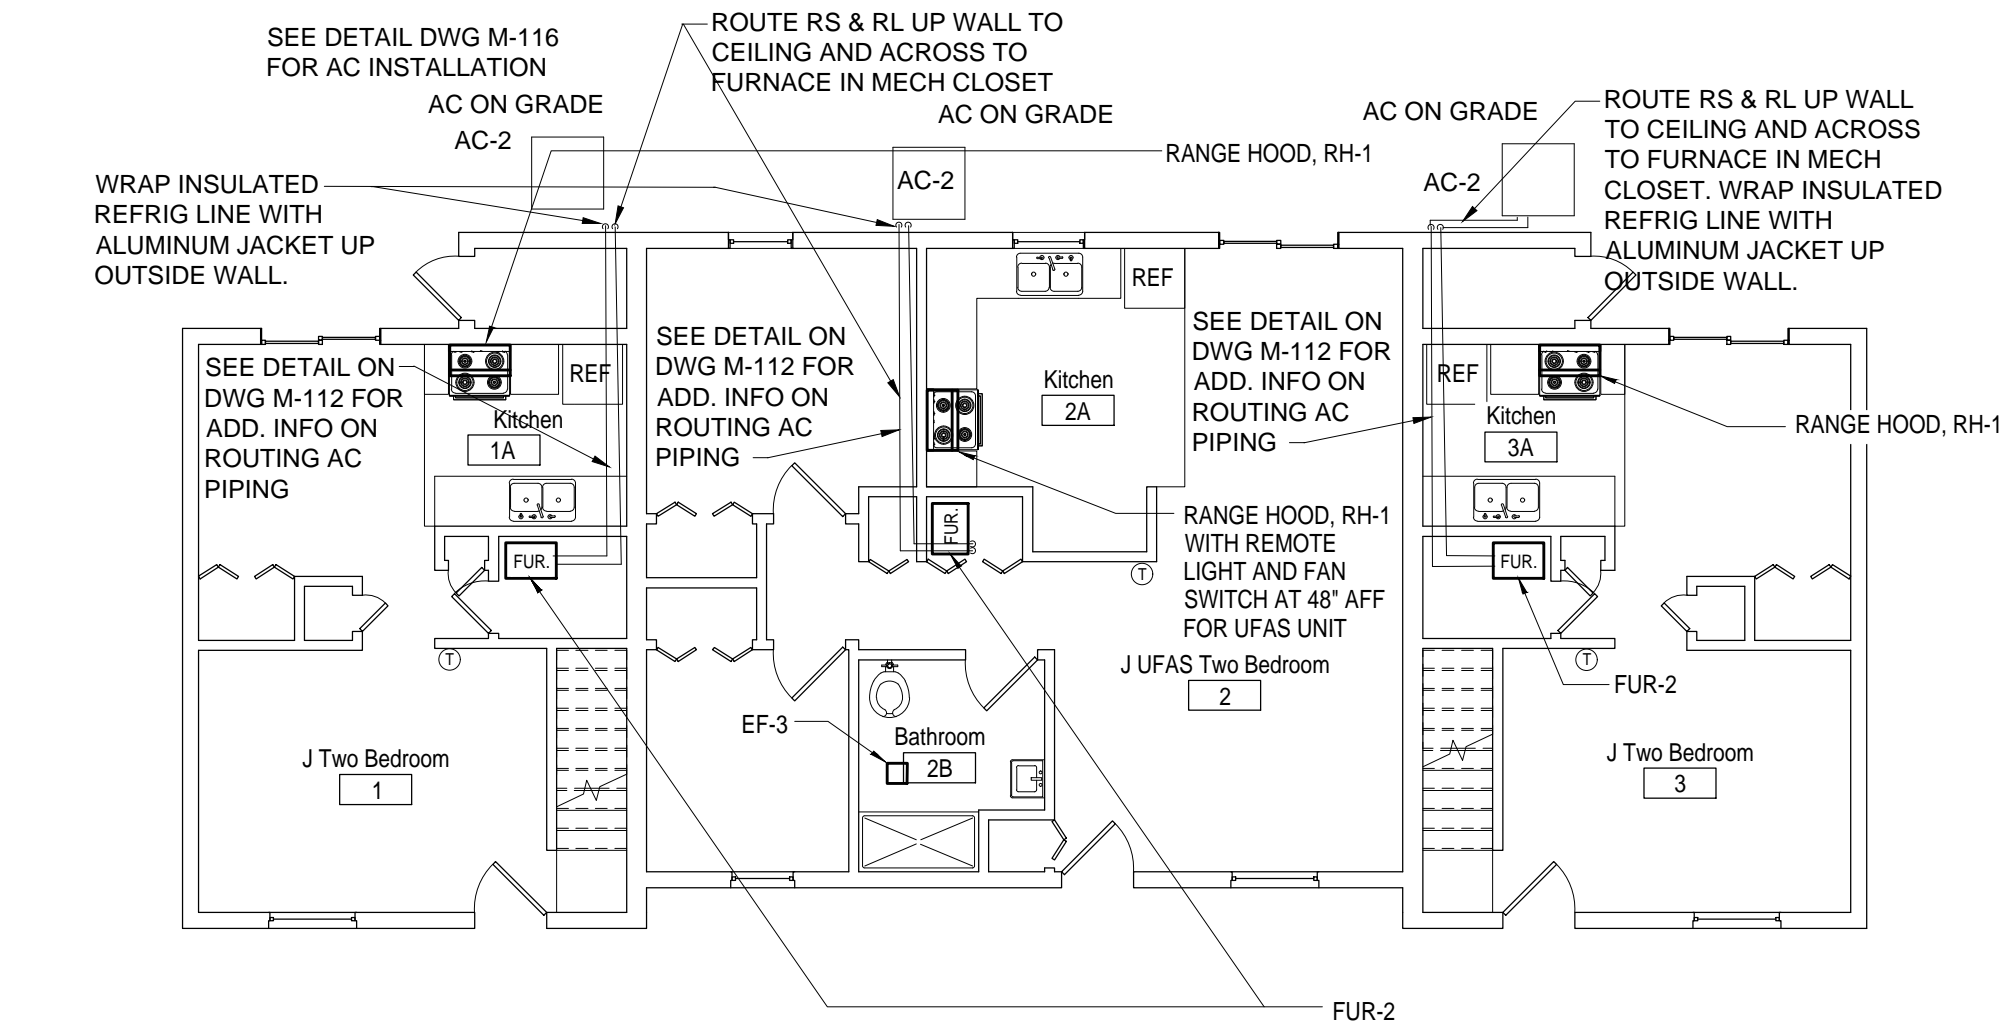 SEE DETAIL DWG M-116
FOR AC INSTALLATION
ROUTE RS & RL UP WALL TO
CEILING AND ACROSS TO
FURNACE IN MECH CLOSET
AC ON GRADE
AC-2
AC ON GRADE
AC-2
RANGE HOOD, RH-1
AC ON GRADE
AC-2
ROUTE RS & RL UP WALL
TO CEILING AND ACROSS
TO FURNACE IN MECH
CLOSET. WRAP INSULATED
REFRIG LINE WITH
ALUMINUM JACKET UP
OUTSIDE WALL.
WRAP INSULATED
REFRIG LINE WITH
ALUMINUM JACKET UP
OUTSIDE WALL.
SEE DETAIL ON
DWG M-112 FOR
ADD. INFO ON
ROUTING AC
PIPING
REF
Kitchen
1A
SEE DETAIL ON
DWG M-112 FOR
ADD. INFO ON
ROUTING AC
PIPING
REF
Kitchen
2A
SEE DETAIL ON
DWG M-112 FOR
ADD. INFO ON
ROUTING AC
PIPING
REF
Kitchen
3A
RANGE HOOD, RH-1
FUR.
FUR.
FUR.
RANGE HOOD, RH-1
WITH REMOTE
LIGHT AND FAN
SWITCH AT 48" AFF
FOR UFAS UNIT
T
T
T
J UFAS Two Bedroom
2
FUR-2
EF-3
Bathroom
2B
J Two Bedroom
1
J Two Bedroom
3
FUR-2